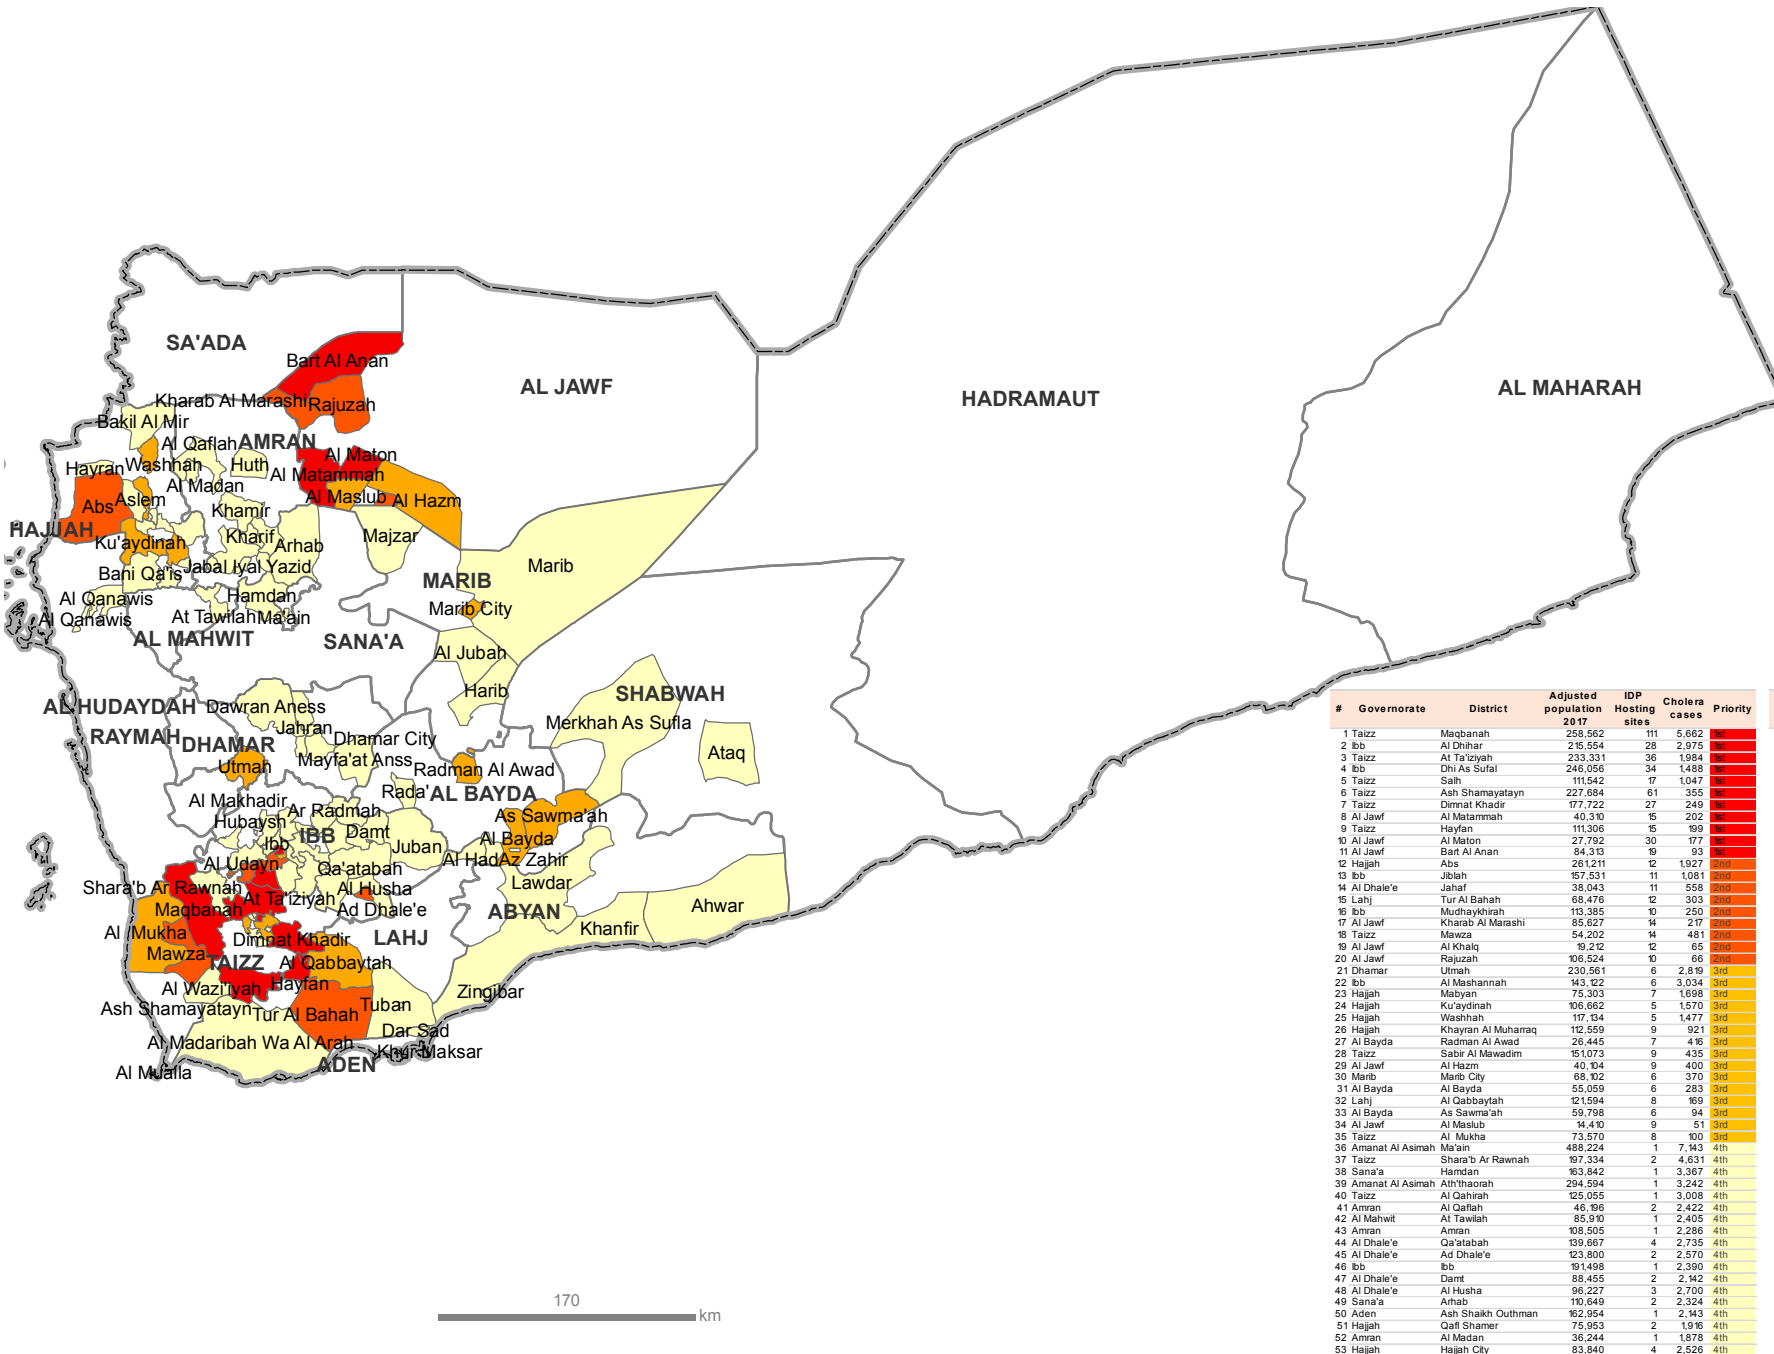 SA'ADA
Bart Al Anan
AL JAWF
HADRAMAUT
AL MAHARAH
Kharab Al Marashi
Rajuzah
Bakil Al Mir
Al Qaflah
AMRAN
Al Maton
Hayran
Washhah
Huth
Al Matammah
Al Madan
Abs
Aslem
Al Maslub
Al Hazm
Khamir
HAJJAH
Ku'aydinah
Kharif
Arhab
Majzar
Marib
Bani Qa'is
Jabal Iyal Yazid
MARIB
Al Qanawis
Hamdan
Marib City
Al Qanawis
At Tawilah
Ma'ain
AL MAHWIT
SANA'A
Al Jubah
Harib
SHABWAH
AL HUDAYDAH
Dawran Aness
Merkhah As Sufla
Jahran
RAYMAH
DHAMAR
Dhamar City
Ataq
Utmah
Mayfa'at Anss
Radman Al Awad
Rada'
AL BAYDA
Al Makhadir
Ar Radmah
As Sawma'ah
Hubaysh
IBB
Damt
Al Bayda
Ibb
Juban
Al Udayn
Qa'atabah
Al Had
Az Zahir
Shara'b Ar Rawnah
Al Husha
Lawdar
At Ta'iziyah
Maqbanah
Ad Dhale'e
ABYAN
Ahwar
Al Mukha
Dimnat Khadir
LAHJ
Khanfir
Mawza
TAIZZ
Al Qabbaytah
Al Wazi'iyah
Hayfan
Zingibar
Ash Shamayatayn
Tur Al Bahah
Tuban
Al Madaribah Wa Al Arah
Dar Sad
Khur Maksar
ADEN
Al Mualla
170
km
# Governorate District Adjusted population 2017 IDP Hosting sites Cholera cases Priority
1 Taizz Maqbanah 258,562 111 5,662 1st
2 Ibb Al Dhihar 215,554 28 2,975 1st
3 Taizz At Ta'iziyah 233,331 36 1,984 1st
4 Ibb Dhi As Sufal 246,056 34 1,488 1st
5 Taizz Salh 111,542 17 1,047 1st
6 Taizz Ash Shamayatayn 227,684 61 355 1st
7 Taizz Dimnat Khadir 177,722 27 249 1st
8 Al Jawf Al Matammah 40,310 15 202 1st
9 Taizz Hayfan 111,306 15 199 1st
10 Al Jawf Al Maton 27,792 30 177 1st
11 Al Jawf Bart Al Anan 84,313 19 93 1st
12 Hajjah Abs 261,211 12 1,927 2nd
13 Ibb Jiblah 157,531 11 1,081 2nd
14 Al Dhale'e Jahaf 38,043 11 558 2nd
15 Lahj Tur Al Bahah 68,476 12 303 2nd
16 Ibb Mudhaykhirah 113,385 10 250 2nd
17 Al Jawf Kharab Al Marashi 85,627 14 217 2nd
18 Taizz Mawza 54,202 14 481 2nd
19 Al Jawf Al Khalq 19,212 12 65 2nd
20 Al Jawf Rajuzah 106,524 10 66 2nd
21 Dhamar Utmah 230,561 6 2,819 3rd
22 Ibb Al Mashannah 143,122 6 3,034 3rd
23 Hajjah Mabyan 75,303 7 1,698 3rd
24 Hajjah Ku'aydinah 106,662 5 1,570 3rd
25 Hajjah Washhah 117,134 5 1,477 3rd
26 Hajjah Khayran Al Muharraq 112,559 9 921 3rd
27 Al Bayda Radman Al Awad 26,445 7 416 3rd
28 Taizz Sabir Al Mawadim 151,073 9 435 3rd
29 Al Jawf Al Hazm 40,104 9 400 3rd
30 Marib Marib City 68,102 6 370 3rd
31 Al Bayda Al Bayda 55,059 6 283 3rd
32 Lahj Al Qabbaytah 121,594 8 169 3rd
33 Al Bayda As Sawma'ah 59,798 6 94 3rd
34 Al Jawf Al Maslub 14,410 9 51 3rd
35 Taizz Al Mukha 73,570 8 100 3rd
36 Amanat Al Asimah Ma'ain 488,224 1 7,143 4th
37 Taizz Shara'b Ar Rawnah 197,334 2 4,631 4th
38 Sana'a Hamdan 163,842 1 3,367 4th
39 Amanat Al Asimah Ath'thaorah 294,594 1 3,242 4th
40 Taizz Al Qahirah 125,055 1 3,008 4th
41 Amran Al Qaflah 46,196 2 2,422 4th
42 Al Mahwit At Tawilah 85,910 1 2,405 4th
43 Amran Amran 108,505 1 2,286 4th
44 Al Dhale'e Qa'atabah 139,667 4 2,735 4th
45 Al Dhale'e Ad Dhale'e 123,800 2 2,570 4th
46 Ibb Ibb 191,498 1 2,390 4th
47 Al Dhale'e Damt 88,455 2 2,142 4th
48 Al Dhale'e Al Husha 96,227 3 2,700 4th
49 Sana'a Arhab 110,649 2 2,324 4th
50 Aden Ash Shaikh Outhman 162,954 1 2,143 4th
51 Hajjah Qafl Shamer 75,953 2 1,916 4th
52 Amran Al Madan 36,244 1 1,878 4th
53 Hajjah Hajjah City 83,840 4 2,526 4th